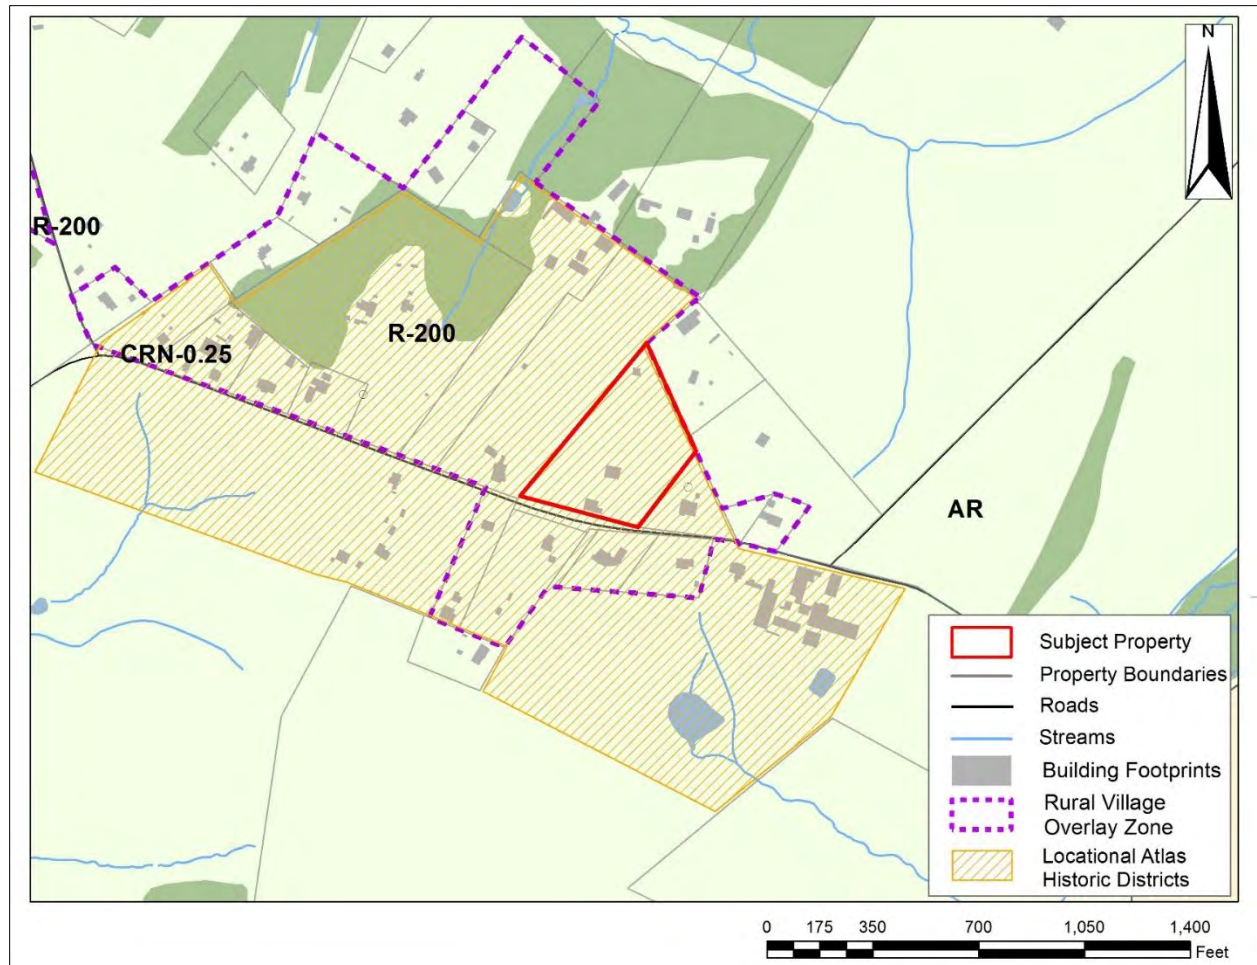 N
R-200
R-200
CRN-0.25
AR
Subject Property
Property Boundaries
Roads
Streams
Building Footprints
Rural Village
Overlay Zone
Locational Atlas
Historic Districts
0 175 350 700 1,050 1,400
Feet